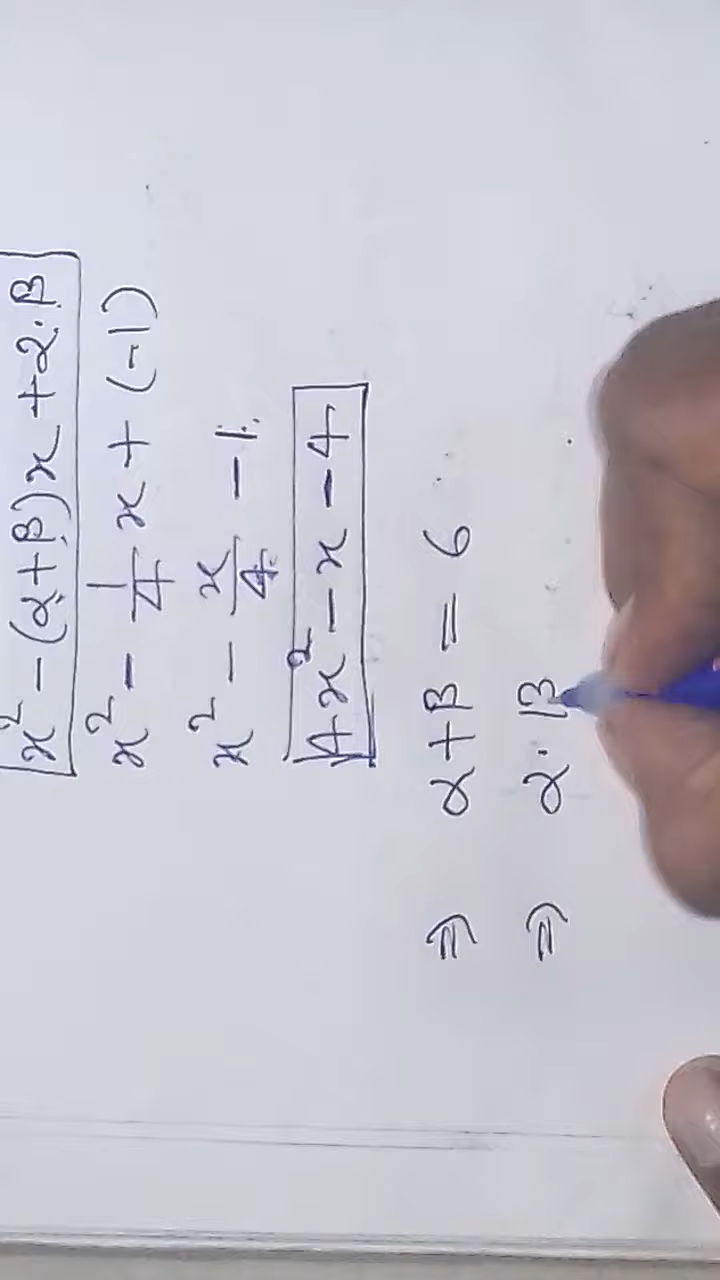 x² - (α+β)x + α·β
x² - 1/4 x + (-1)
x² - x/4 - 1
4x² - x - 4
⇒ α+β = 6
⇒ α·β